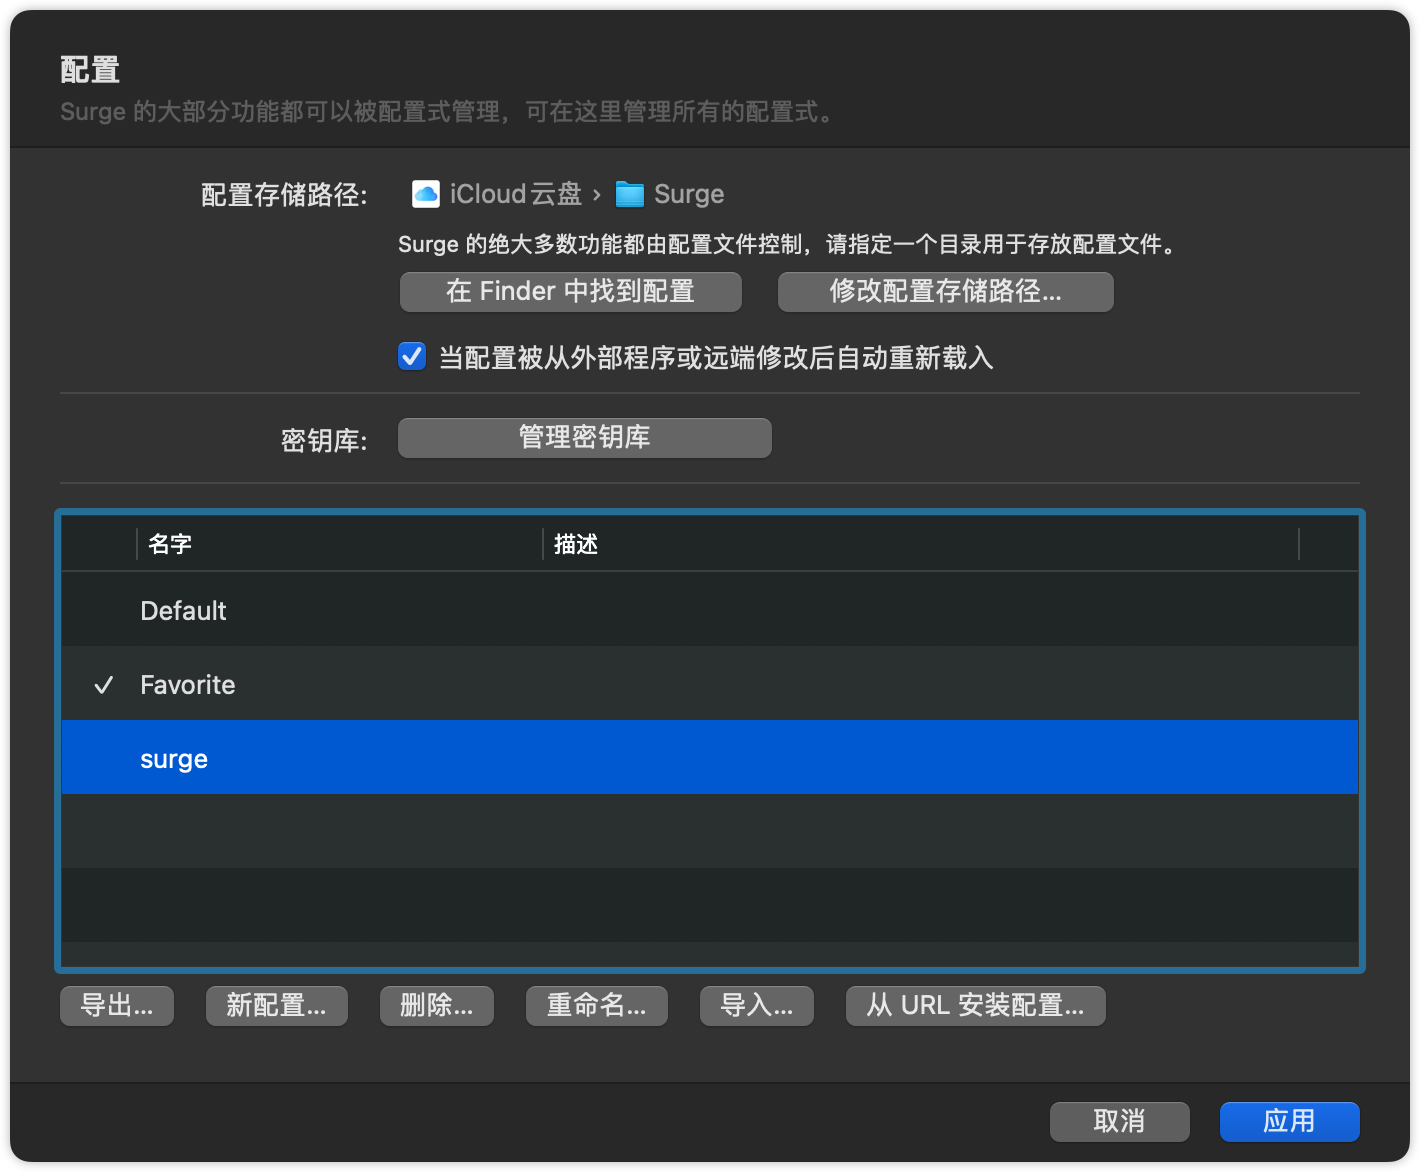 配置
Surge 的大部分功能都可以被配置式管理，可在这里管理所有的配置式。
配置存储路径: iCloud云盘 › Surge
Surge 的绝大多数功能都由配置文件控制，请指定一个目录用于存放配置文件。
在 Finder 中找到配置 修改配置存储路径...
当配置被从外部程序或远端修改后自动重新载入
密钥库: 管理密钥库
名字 描述
Default
Favorite
surge
导出... 新配置... 删除... 重命名... 导入... 从 URL 安装配置...
取消 应用